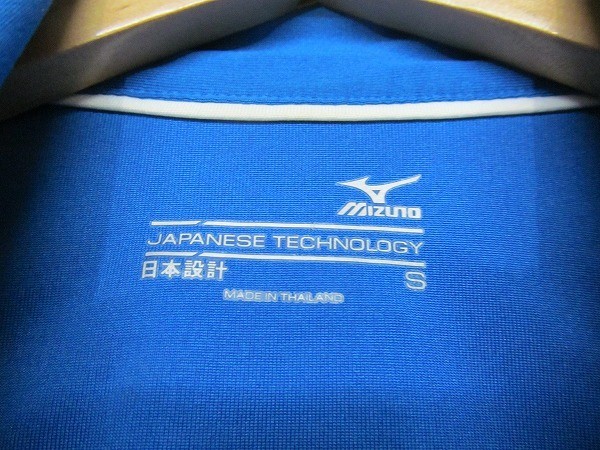 MIZUNO
JAPANESE TECHNOLOGY
日本設計 S
MADE IN THAILAND